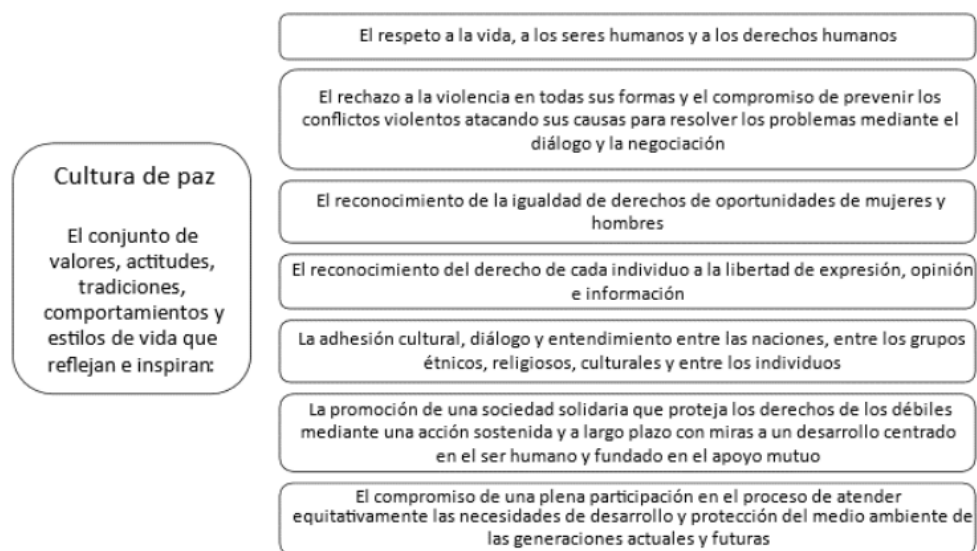 Cultura de paz
El conjunto de
valores, actitudes,
tradiciones,
comportamientos y
estilos de vida que
reflejan e inspiran:
El respeto a la vida, a los seres humanos y a los derechos humanos
El rechazo a la violencia en todas sus formas y el compromiso de prevenir los
conflictos violentos atacando sus causas para resolver los problemas mediante el
diálogo y la negociación
El reconocimiento de la igualdad de derechos de oportunidades de mujeres y
hombres
El reconocimiento del derecho de cada individuo a la libertad de expresión, opinión
e información
La adhesión cultural, diálogo y entendimiento entre las naciones, entre los grupos
étnicos, religiosos, culturales y entre los individuos
La promoción de una sociedad solidaria que proteja los derechos de los débiles
mediante una acción sostenida y a largo plazo con miras a un desarrollo centrado
en el ser humano y fundado en el apoyo mutuo
El compromiso de una plena participación en el proceso de atender
equitativamente las necesidades de desarrollo y protección del medio ambiente de
las generaciones actuales y futuras